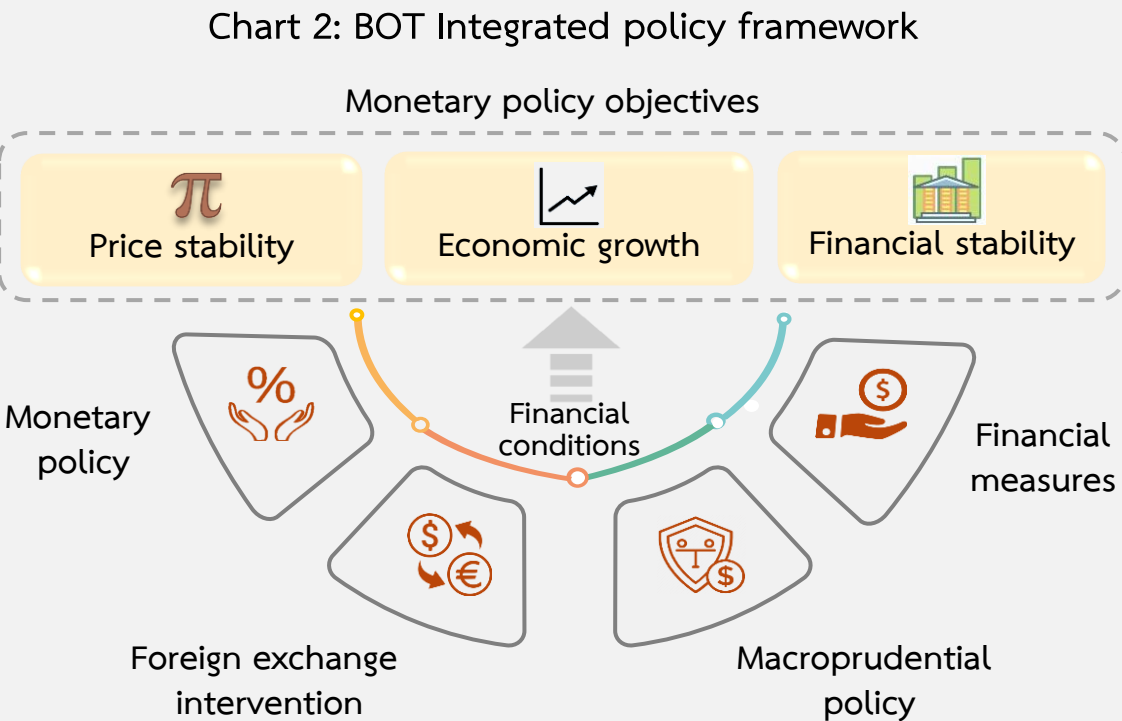 Chart 2: BOT Integrated policy framework
Monetary policy objectives
π
Price stability
Economic growth
Financial stability
%
Monetary
policy
Financial
conditions
$
Financial
measures
$
€
$
Foreign exchange
intervention
Macroprudential
policy